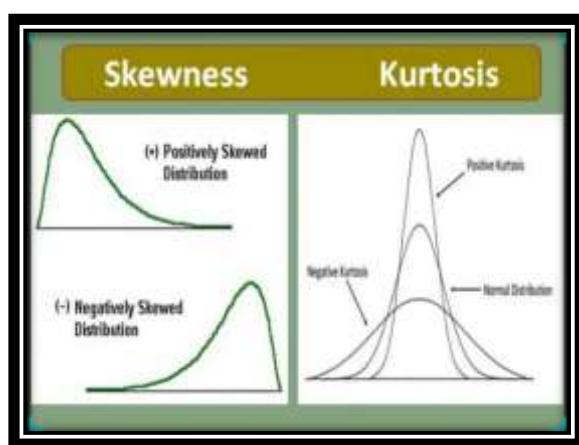 Skewness
Kurtosis
(+) Positively Skewed
Distribution
(-) Negatively Skewed
Distribution
Positive Kurtosis
Negative Kurtosis
Normal Distribution